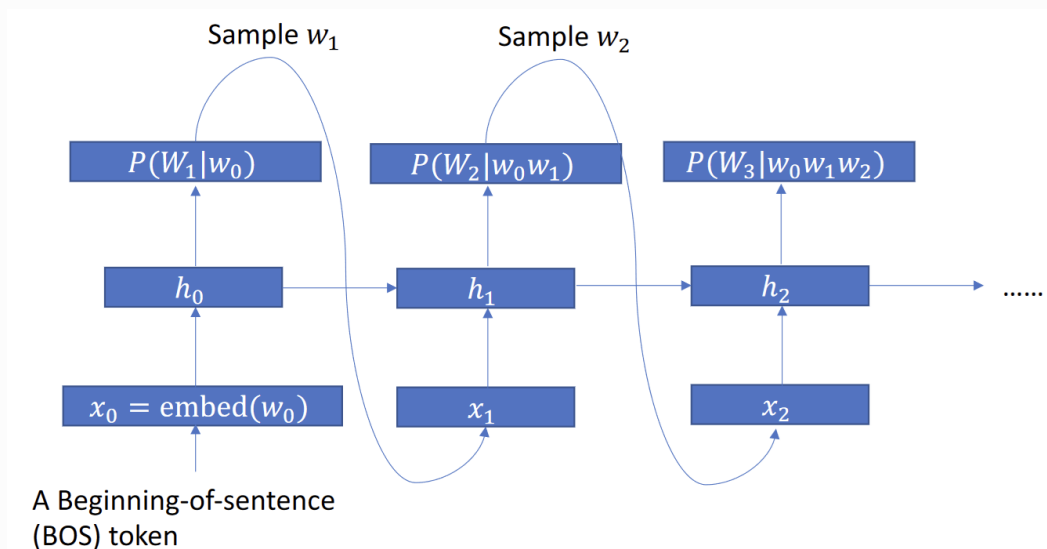 Sample w₁
Sample w₂
P(W₁|w₀)
P(W₂|w₀w₁)
P(W₃|w₀w₁w₂)
h₀
h₁
h₂
......
x₀ = embed(w₀)
x₁
x₂
A Beginning-of-sentence
(BOS) token